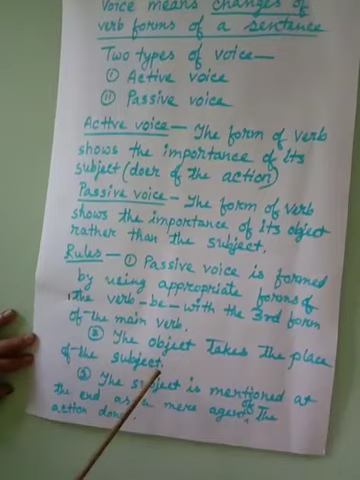 Voice means changes of
verb forms of a sentence
Two types of voice—
(i) Active voice
(ii) Passive voice
Active voice— The form of verb
shows the importance of its
subject (doer of the action)
Passive voice— The form of verb
shows the importance of its object
rather than the subject.
Rules— ① Passive voice is formed
by using appropriate forms of
the verb-be-with the 3rd form
of the main verb.
② The object takes the place
of the subject.
③ The subject is mentioned at
the end as a mere agent of the
action done.